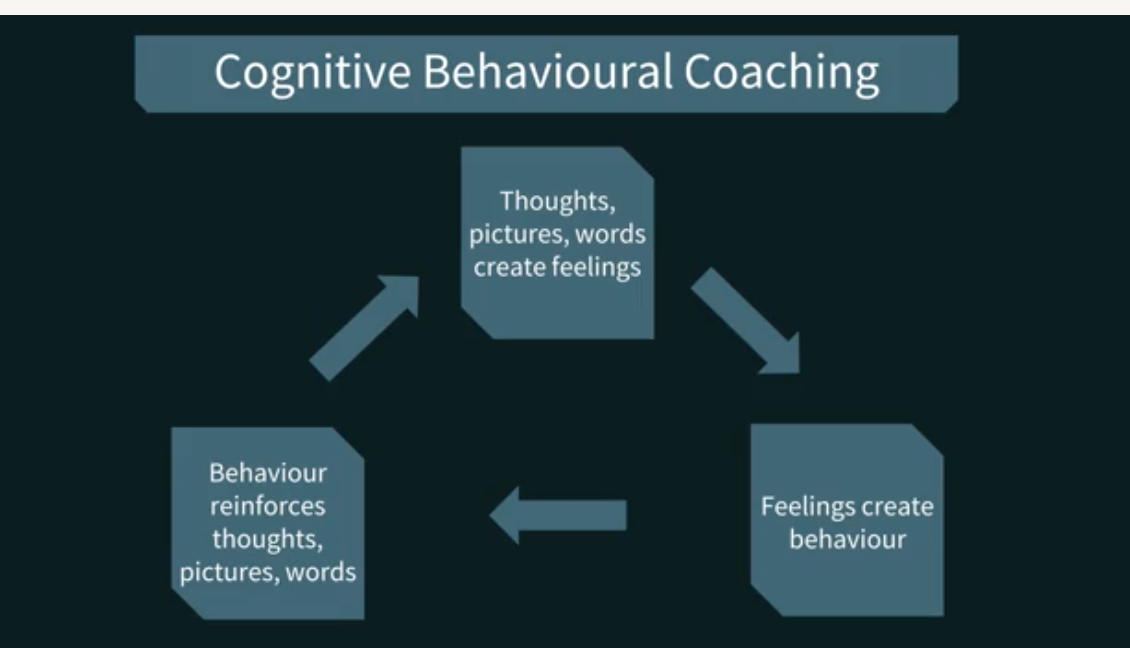 Cognitive Behavioural Coaching
Thoughts,
pictures, words
create feelings
Feelings create
behaviour
Behaviour
reinforces
thoughts,
pictures, words